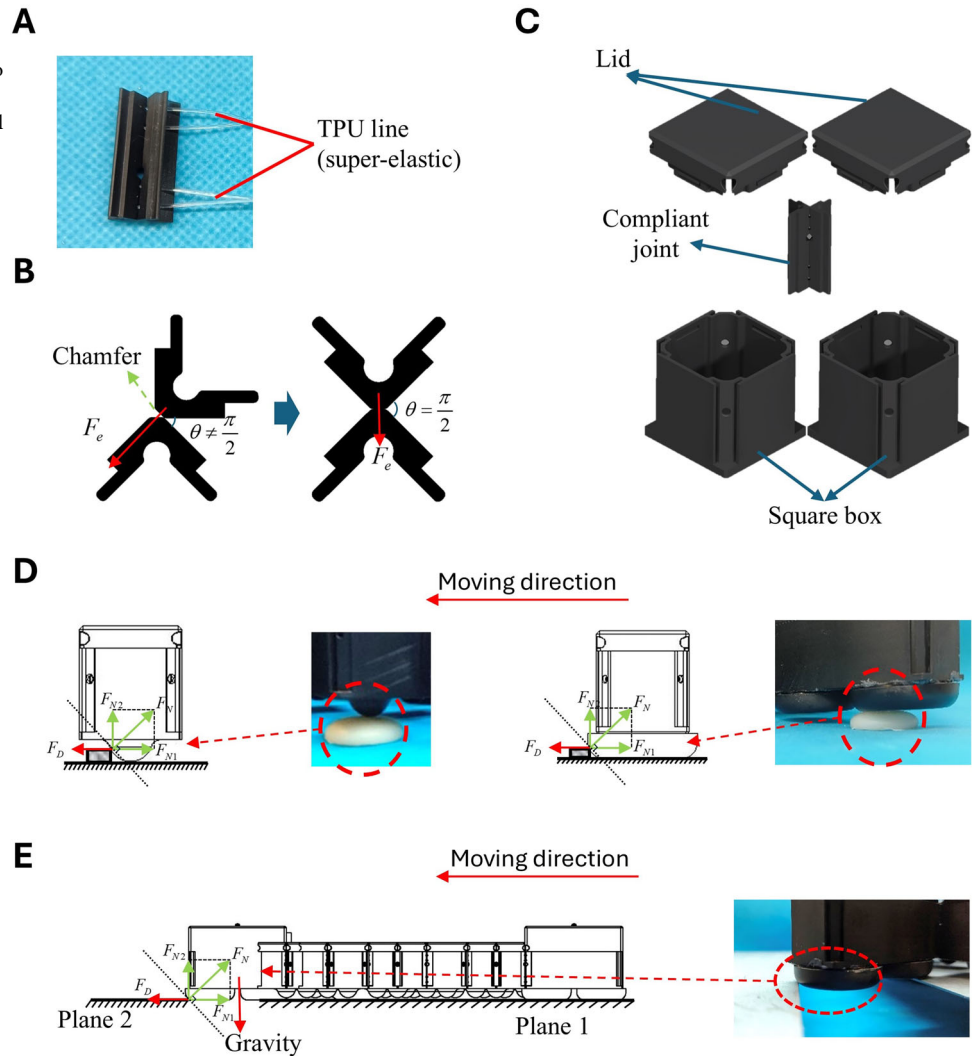 A
TPU line
(super-elastic)
B
Chamfer
F_e
θ ≠ π/2
θ = π/2
F_e
C
Lid
Compliant
joint
Square box
D
Moving direction
F_N2
F_N
F_D
F_N1
F_N2
F_N
F_D
F_N1
E
Moving direction
F_N2
F_N
F_D
F_N1
Plane 2
Gravity
Plane 1